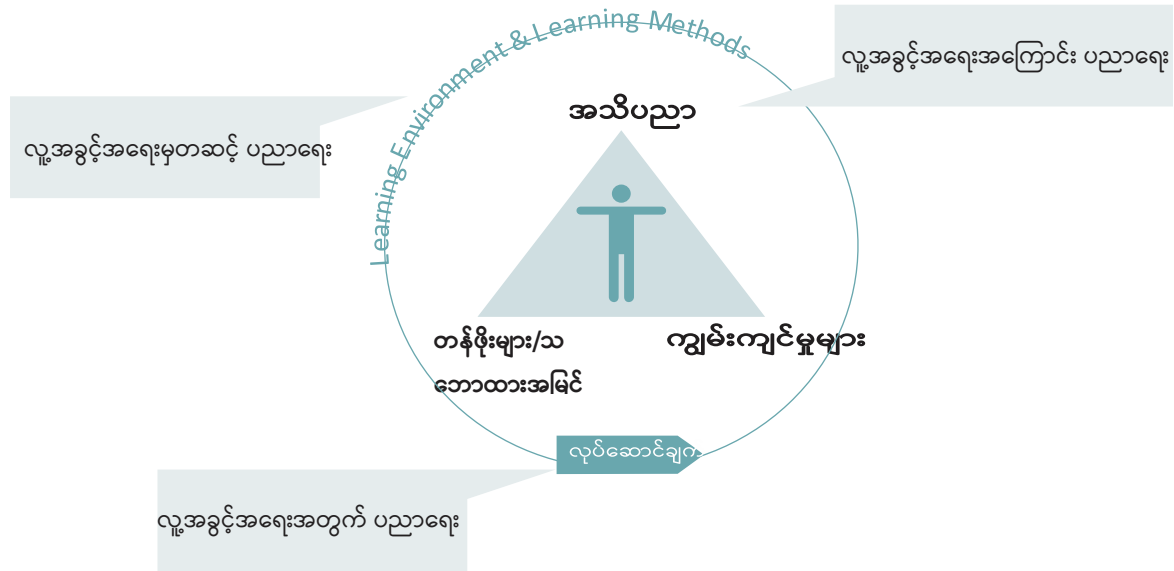 Learning Environment & Learning Methods
လူ့အခွင့်အရေးအကြောင်း ပညာရေး
အသိပညာ
လူ့အခွင့်အရေးမှတဆင့် ပညာရေး
တန်ဖိုးများ/သ
ဘောထားအမြင်
ကျွမ်းကျင်မှုများ
လုပ်ဆောင်ချက်
လူ့အခွင့်အရေးအတွက် ပညာရေး